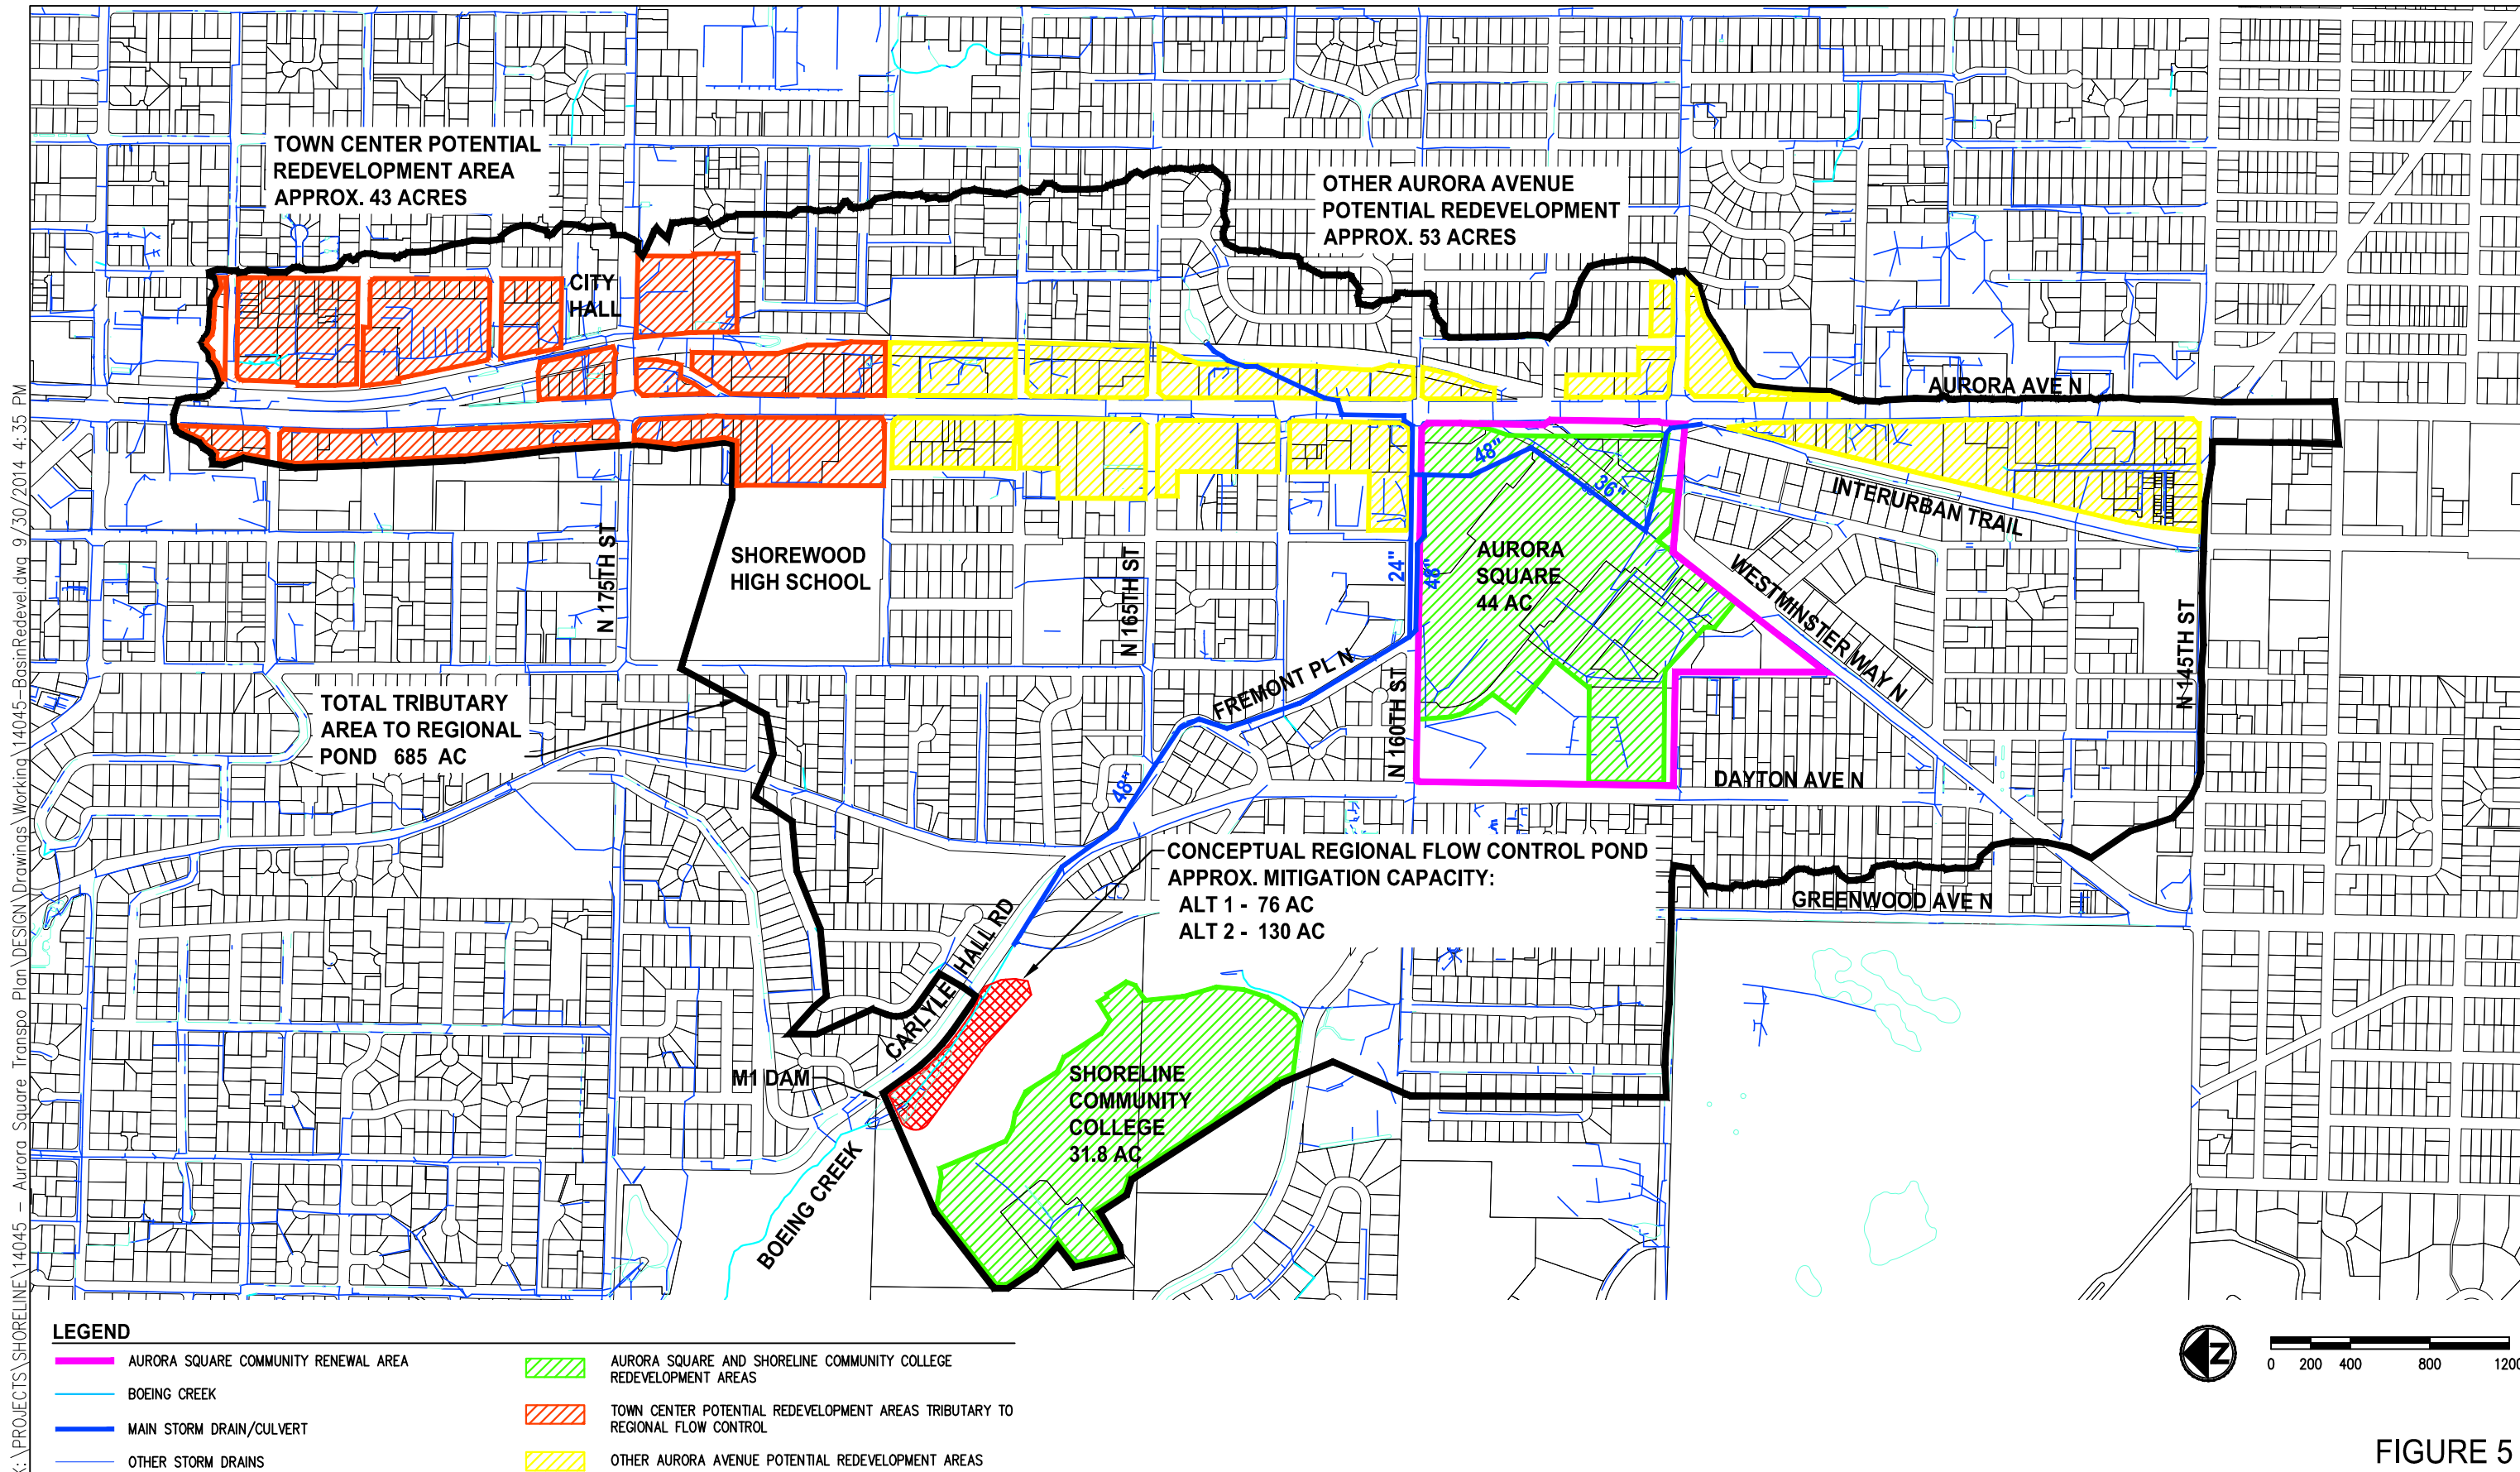 TOWN CENTER POTENTIAL
REDEVELOPMENT AREA
APPROX. 43 ACRES
OTHER AURORA AVENUE
POTENTIAL REDEVELOPMENT
APPROX. 53 ACRES
CITY
HALL
AURORA AVE N
48"
36"
INTERURBAN TRAIL
SHOREWOOD
HIGH SCHOOL
N 175TH ST
N 165TH ST
24"
48"
AURORA
SQUARE
44 AC
WESTMINSTER WAY N
N 145TH ST
FREMONT PL N
N 160TH ST
TOTAL TRIBUTARY
AREA TO REGIONAL
POND 685 AC
48"
DAYTON AVE N
CONCEPTUAL REGIONAL FLOW CONTROL POND
APPROX. MITIGATION CAPACITY:
ALT 1 - 76 AC
ALT 2 - 130 AC
GREENWOOD AVE N
CARLYLE HALL RD
M1 DAM
SHORELINE
COMMUNITY
COLLEGE
31.8 AC
BOEING CREEK
K:\PROJECTS\SHORELINE\14045 - Aurora Square Transpo Plan\DESIGN\Drawings\Working\14045-BasinRedevel.dwg 9/30/2014 4:35 PM
LEGEND
AURORA SQUARE COMMUNITY RENEWAL AREA
BOEING CREEK
MAIN STORM DRAIN/CULVERT
OTHER STORM DRAINS
AURORA SQUARE AND SHORELINE COMMUNITY COLLEGE
REDEVELOPMENT AREAS
TOWN CENTER POTENTIAL REDEVELOPMENT AREAS TRIBUTARY TO
REGIONAL FLOW CONTROL
OTHER AURORA AVENUE POTENTIAL REDEVELOPMENT AREAS
Z
0 200 400 800 1200
FIGURE 5